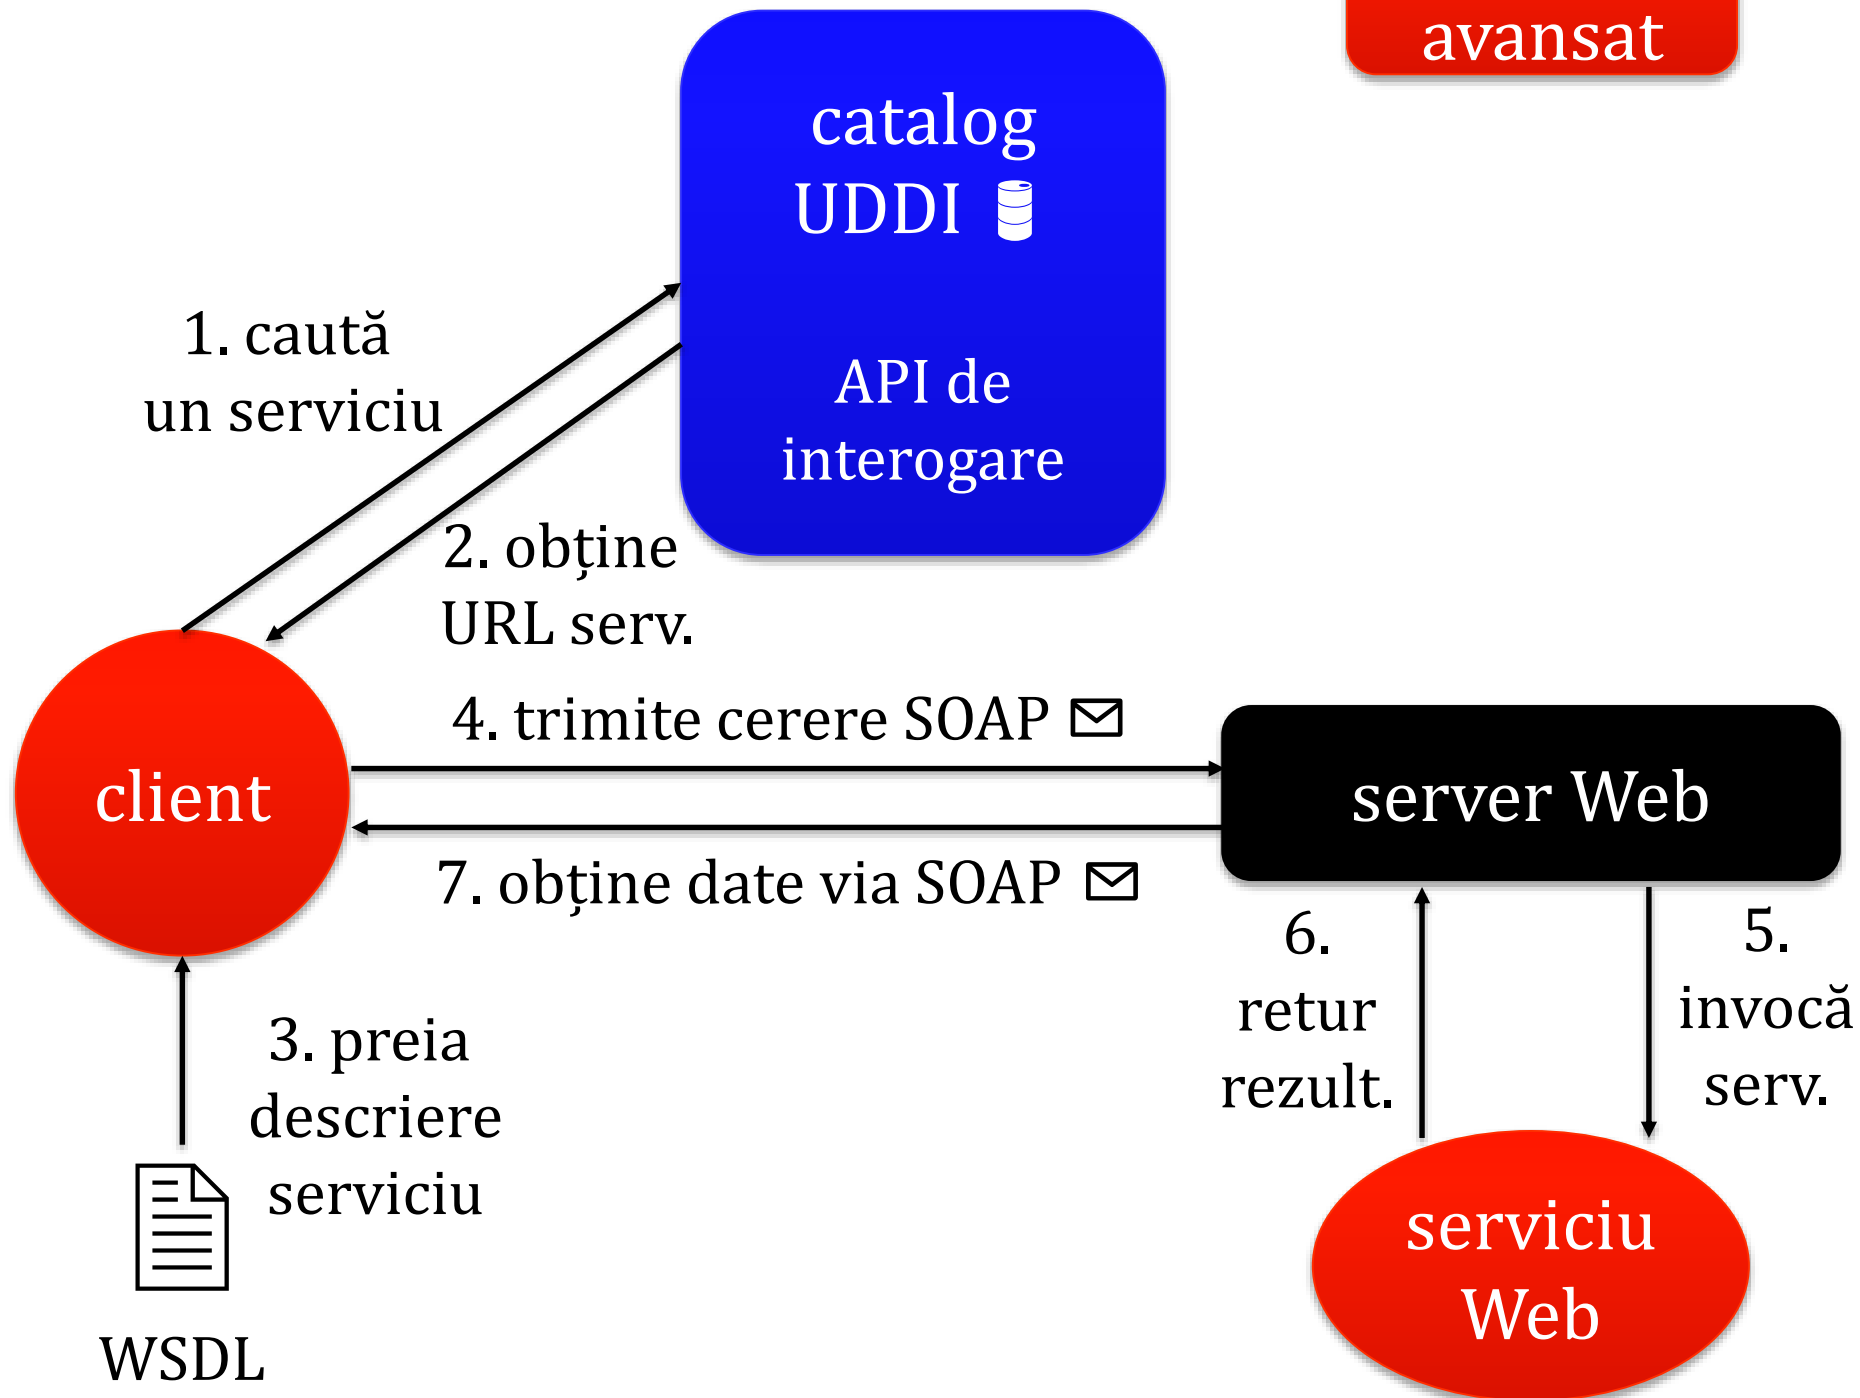 avansat
catalog
UDDI
API de
interogare
1. caută
un serviciu
2. obține
URL serv.
4. trimite cerere SOAP
client
server Web
7. obține date via SOAP
3. preia
descriere
serviciu
WSDL
6.
retur
rezult.
5.
invocă
serv.
serviciu
Web